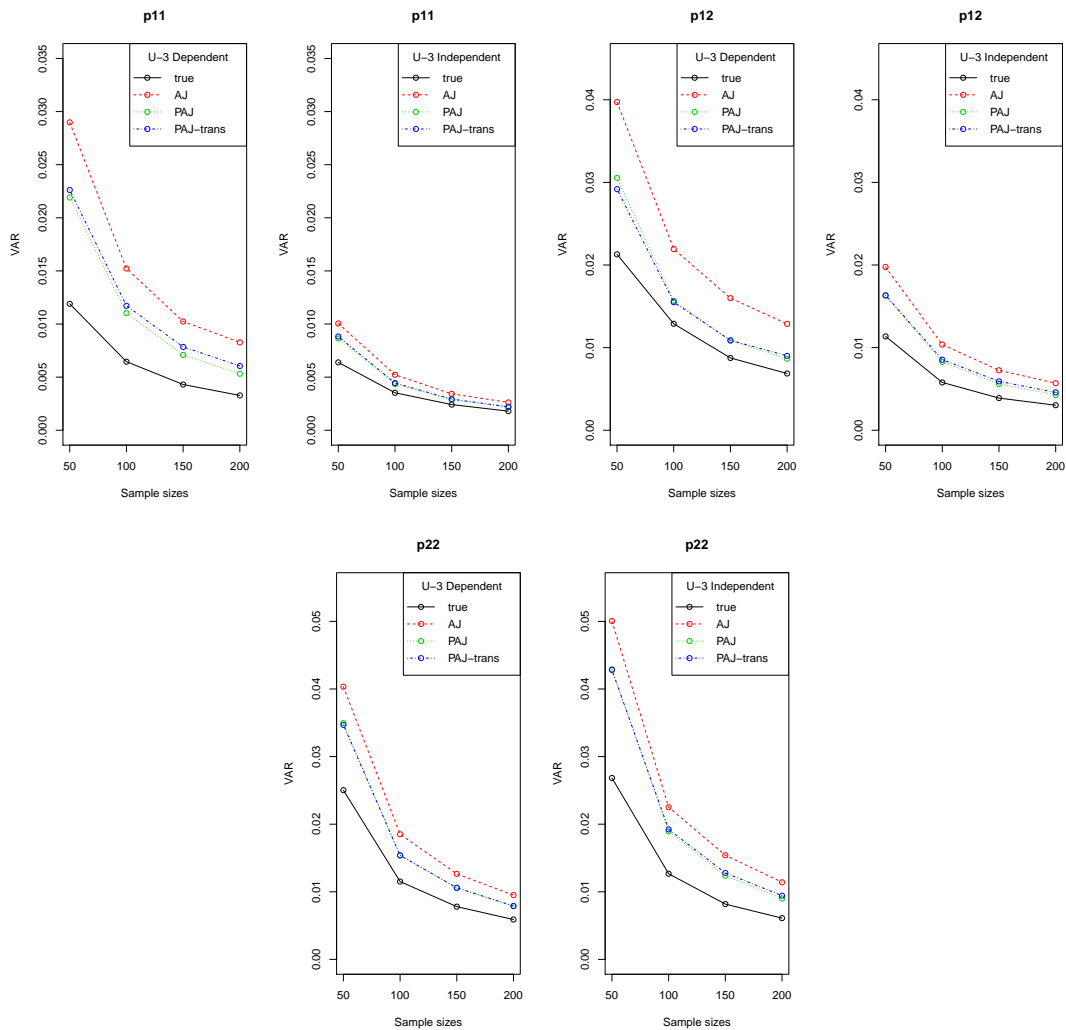 p11
0.000 0.005 0.010 0.015 0.020 0.025 0.030 0.035
VAR
U−3 Dependent
true
AJ
PAJ
PAJ−trans
50 100 150 200
Sample sizes
p11
0.000 0.005 0.010 0.015 0.020 0.025 0.030 0.035
VAR
U−3 Independent
true
AJ
PAJ
PAJ−trans
50 100 150 200
Sample sizes
p12
0.00 0.01 0.02 0.03 0.04
VAR
U−3 Dependent
true
AJ
PAJ
PAJ−trans
50 100 150 200
Sample sizes
p12
0.00 0.01 0.02 0.03 0.04
VAR
U−3 Independent
true
AJ
PAJ
PAJ−trans
50 100 150 200
Sample sizes
p22
0.00 0.01 0.02 0.03 0.04 0.05
VAR
U−3 Dependent
true
AJ
PAJ
PAJ−trans
50 100 150 200
Sample sizes
p22
0.00 0.01 0.02 0.03 0.04 0.05
VAR
U−3 Independent
true
AJ
PAJ
PAJ−trans
50 100 150 200
Sample sizes